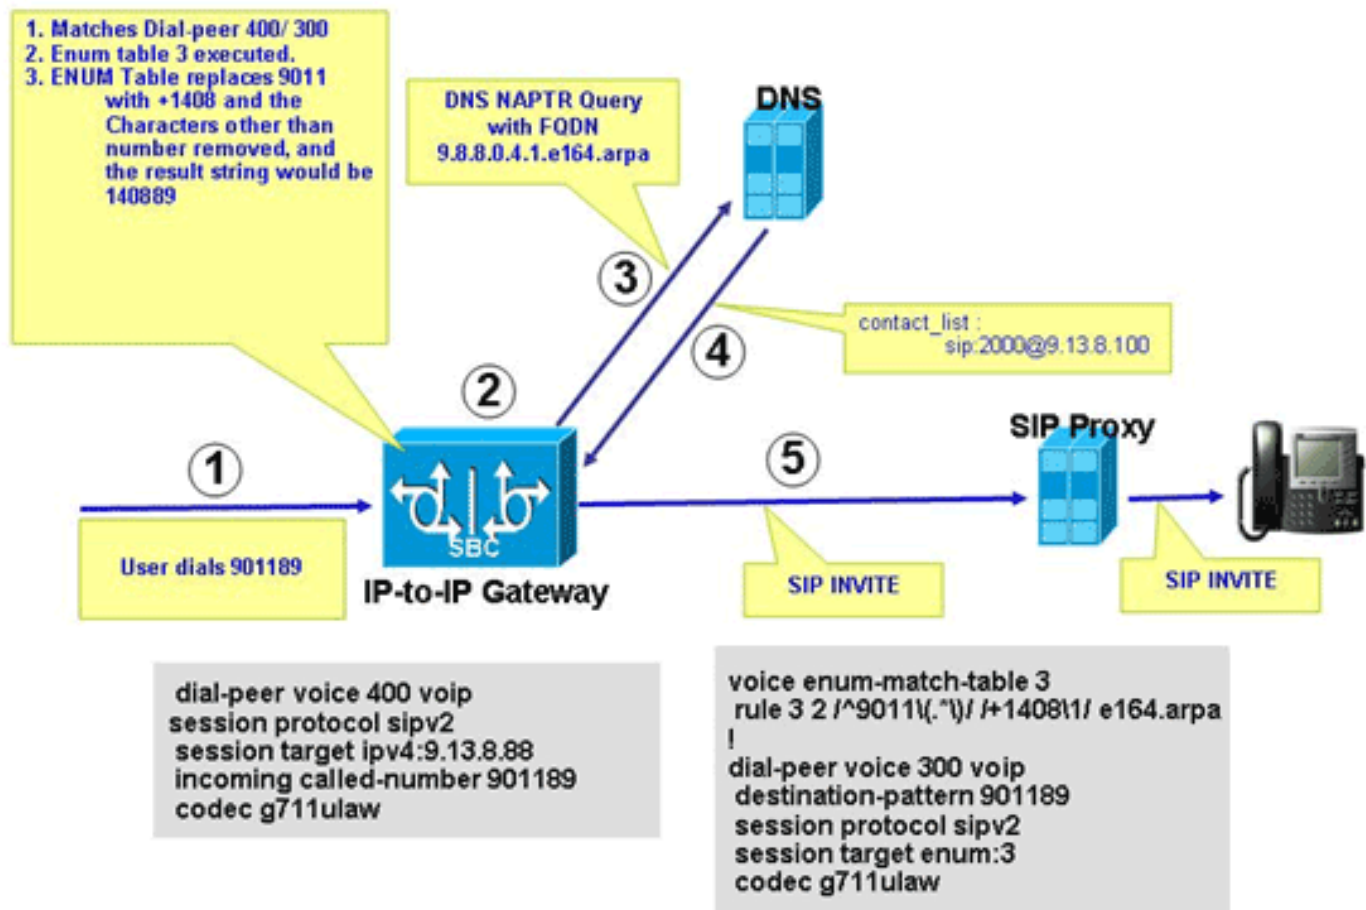 1. Matches Dial-peer 400/ 300
2. Enum table 3 executed.
3. ENUM Table replaces 9011
with +1408 and the
Characters other than
number removed, and
the result string would be
140889
DNS NAPTR Query
with FQDN
9.8.8.0.4.1.e164.arpa
DNS
3
4
contact_list :
sip:2000@9.13.8.100
2
1
User dials 901189
SBC
IP-to-IP Gateway
5
SIP INVITE
SIP Proxy
SIP INVITE
dial-peer voice 400 voip
session protocol sipv2
session target ipv4:9.13.8.88
incoming called-number 901189
codec g711ulaw
voice enum-match-table 3
rule 3 2 /^9011\(.*\)/ /+1408\1/ e164.arpa
!
dial-peer voice 300 voip
destination-pattern 901189
session protocol sipv2
session target enum:3
codec g711ulaw